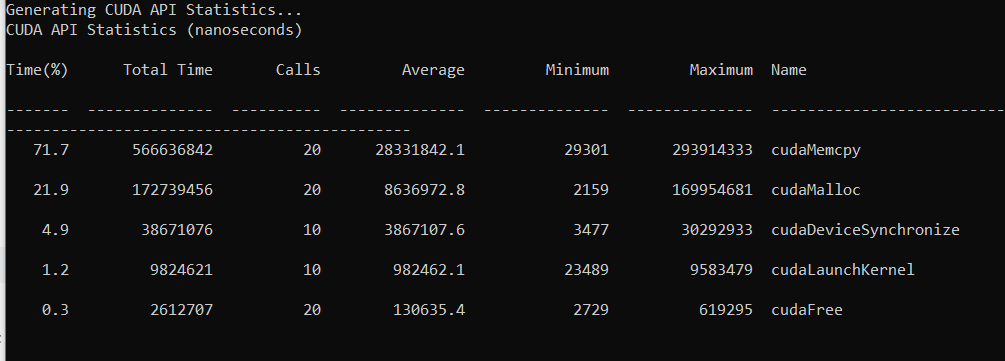 Generating CUDA API Statistics...
CUDA API Statistics (nanoseconds)
Time(%) Total Time Calls Average Minimum Maximum Name
------- -------------- ---------- -------------- -------------- -------------- --------------------------
---------------------------------------------
71.7 566636842 20 28331842.1 29301 293914333 cudaMemcpy
21.9 172739456 20 8636972.8 2159 169954681 cudaMalloc
4.9 38671076 10 3867107.6 3477 30292933 cudaDeviceSynchronize
1.2 9824621 10 982462.1 23489 9583479 cudaLaunchKernel
0.3 2612707 20 130635.4 2729 619295 cudaFree